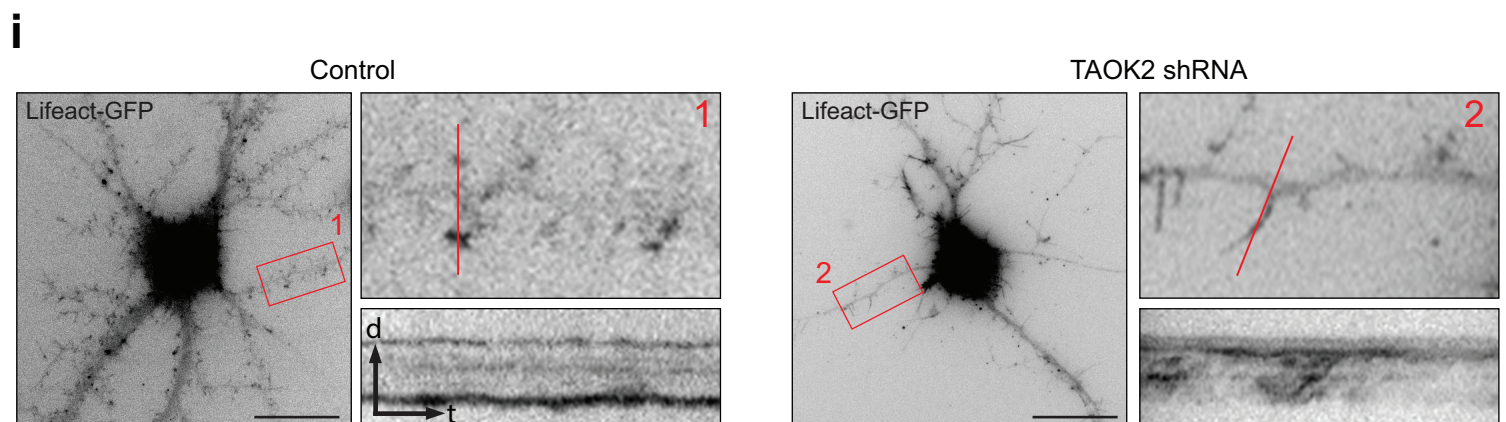 i
Control
TAOK2 shRNA
Lifeact-GFP
1
1
d
t
Lifeact-GFP
2
2